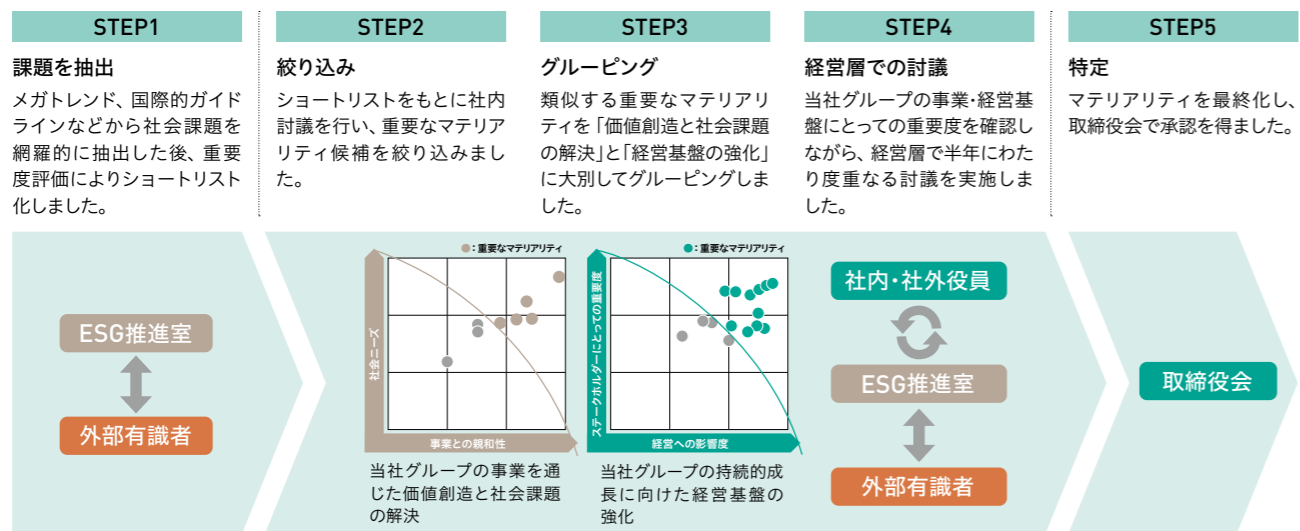 STEP1
課題を抽出
メガトレンド、国際的ガイド
ラインなどから社会課題を
網羅的に抽出した後、重要
度評価によりショートリスト
化しました。
STEP2
絞り込み
ショートリストをもとに社内
討議を行い、重要なマテリア
リティ候補を絞り込みまし
た。
STEP3
グルーピング
類似する重要なマテリアリ
ティを「価値創造と社会課題
の解決」と「経営基盤の強化」
に大別してグルーピングしま
した。
STEP4
経営層での討議
当社グループの事業・経営基
盤にとっての重要度を確認し
ながら、経営層で半年にわた
り度重なる討議を実施しま
した。
STEP5
特定
マテリアリティを最終化し、
取締役会で承認を得ました。
ESG推進室
外部有識者
●：重要なマテリアリティ
社会ニーズ
事業との親和性
当社グループの事業を通
じた価値創造と社会課題
の解決
●：重要なマテリアリティ
ステークホルダーにとっての重要度
経営への影響度
当社グループの持続的成
長に向けた経営基盤の
強化
社内・社外役員
ESG推進室
外部有識者
取締役会